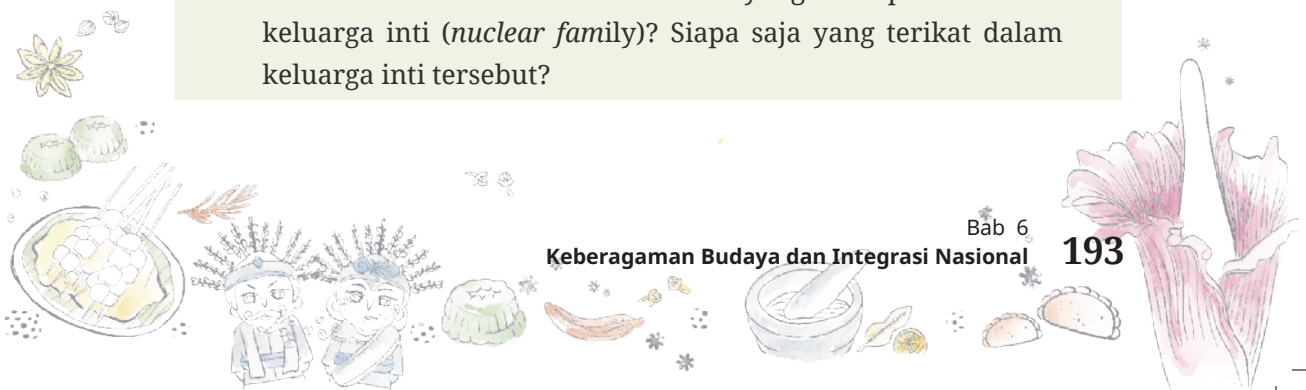 keluarga inti (nuclear family)? Siapa saja yang terikat dalam
keluarga inti tersebut?
Bab 6
Keberagaman Budaya dan Integrasi Nasional 193